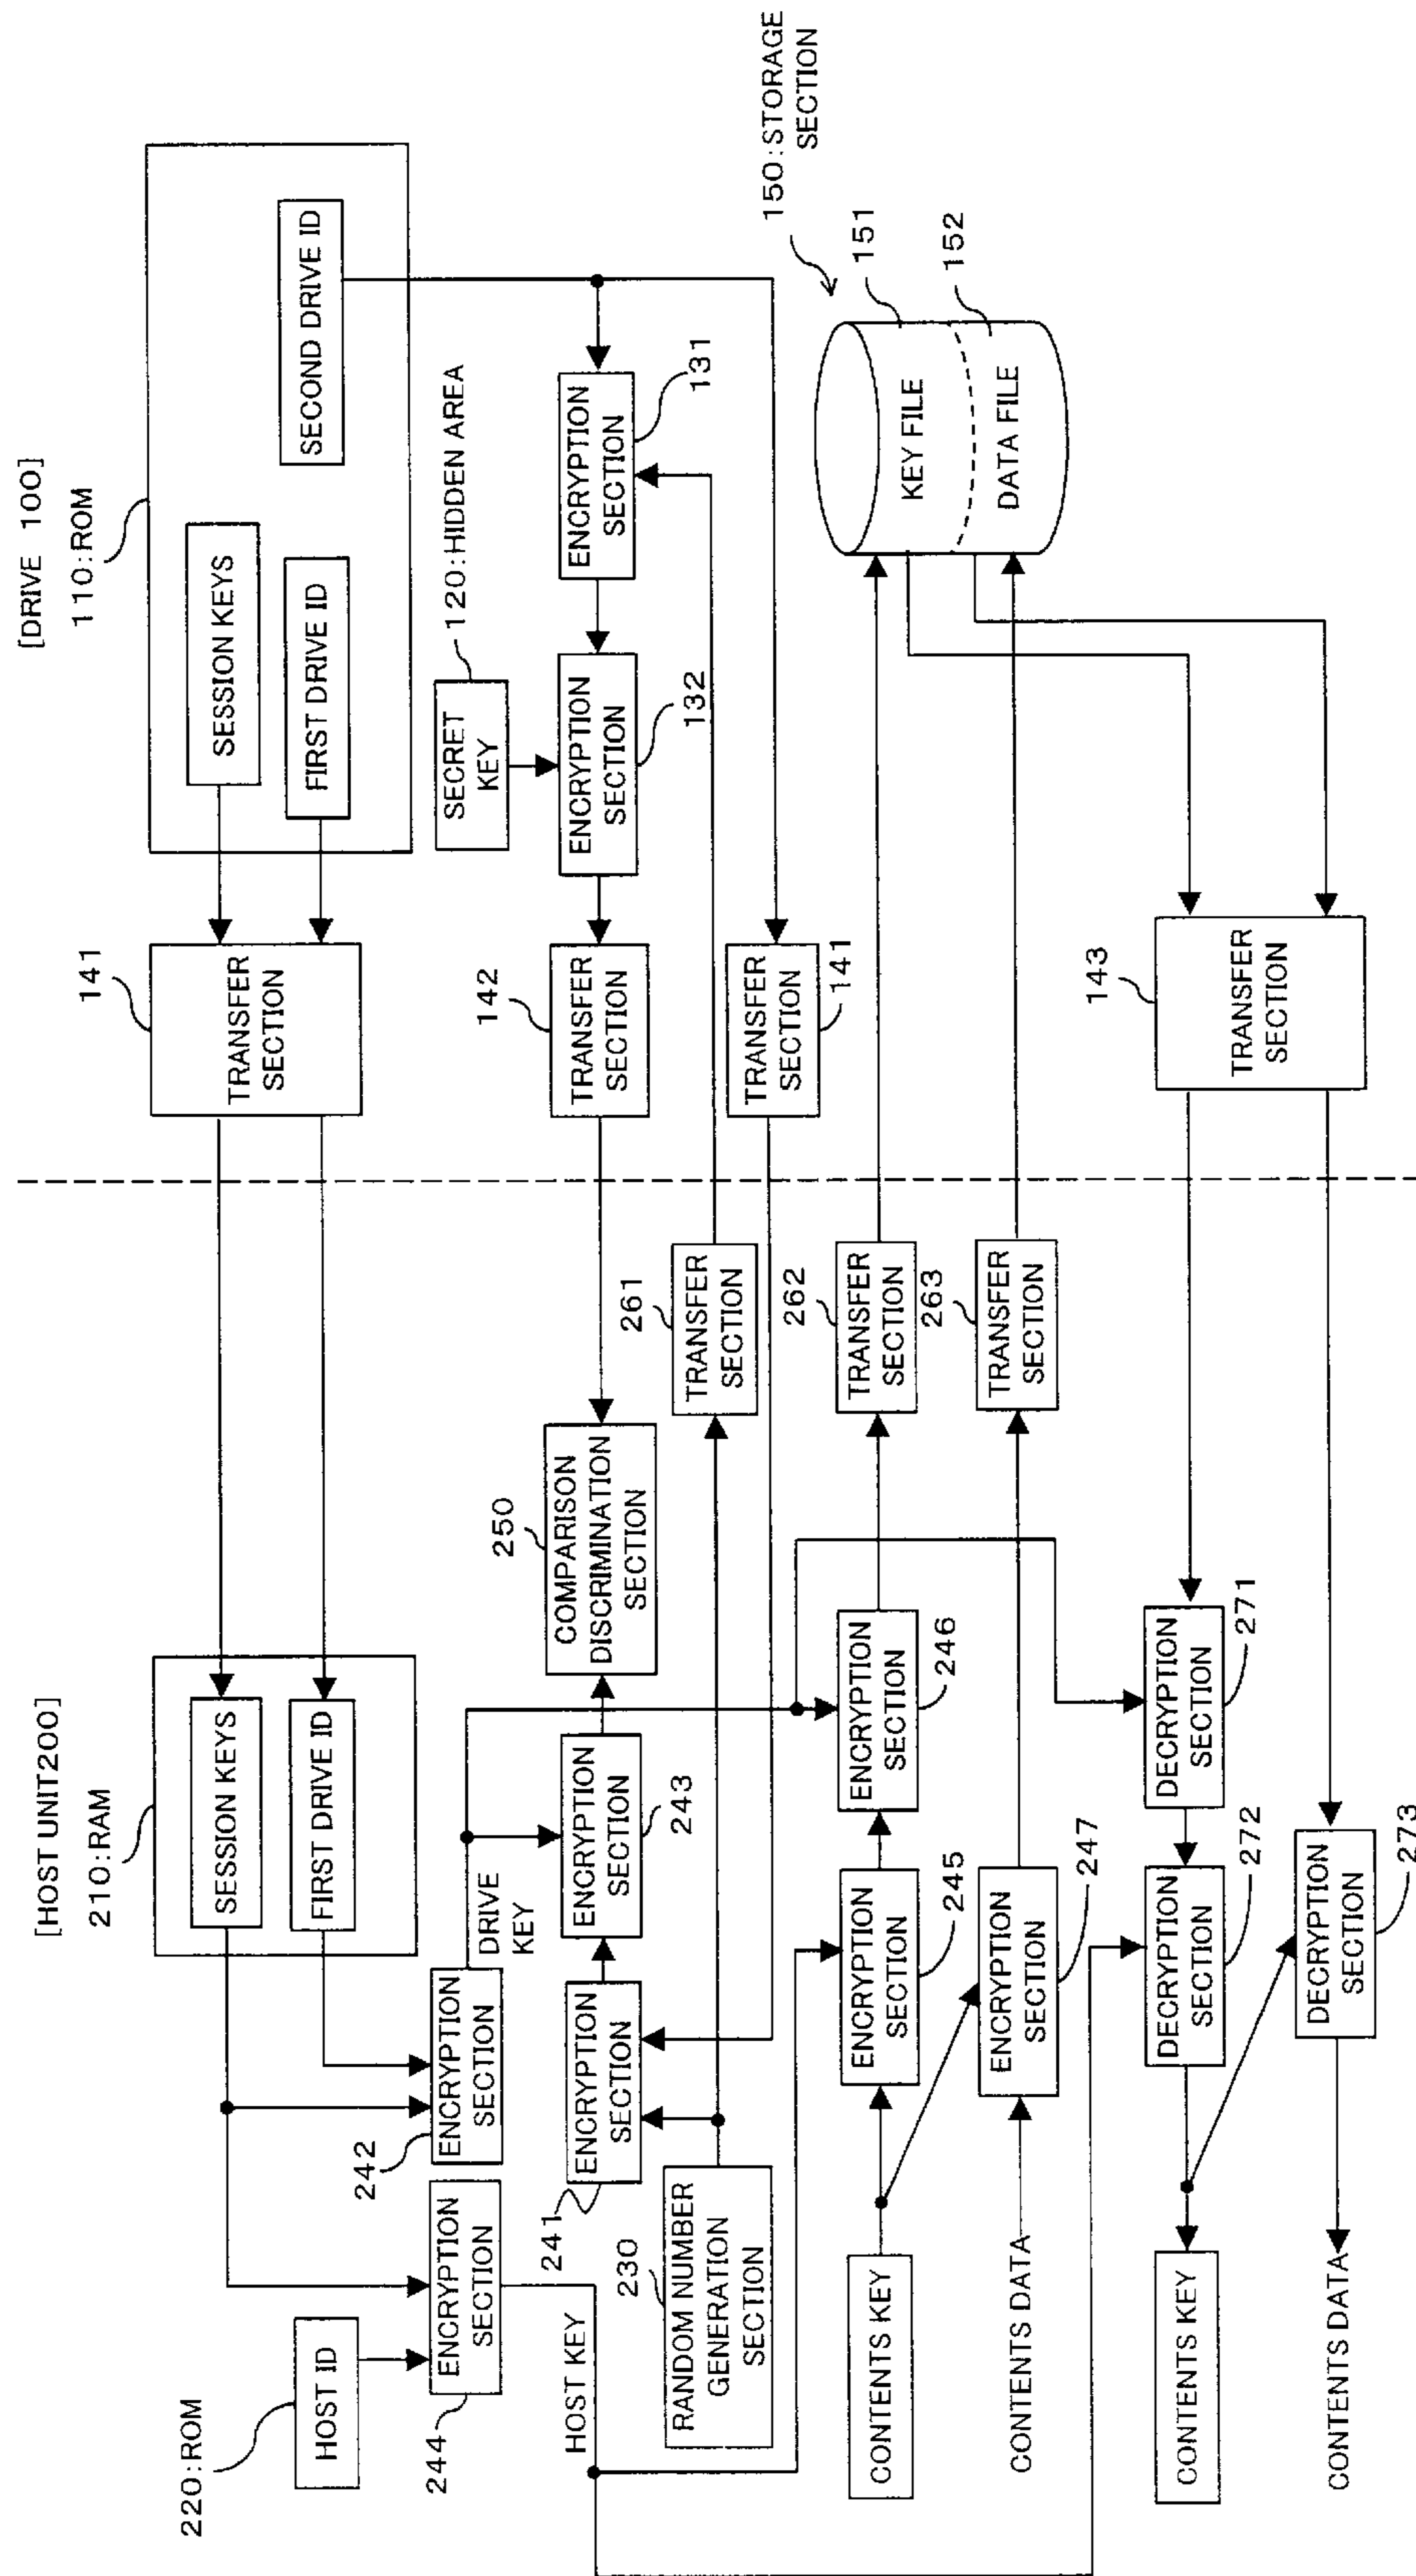 [DRIVE 100]
110:ROM
SESSION KEYS
FIRST DRIVE ID
SECOND DRIVE ID
141
TRANSFER
SECTION
120:HIDDEN AREA
SECRET
KEY
ENCRYPTION
SECTION
131
ENCRYPTION
SECTION
132
142
TRANSFER
SECTION
TRANSFER
SECTION
141
150:STORAGE
SECTION
151
152
KEY FILE
DATA FILE
143
TRANSFER
SECTION
[HOST UNIT200]
210:RAM
SESSION KEYS
FIRST DRIVE ID
220:ROM
HOST ID
244
ENCRYPTION
SECTION
242
ENCRYPTION
SECTION
DRIVE
KEY
HOST KEY
241
ENCRYPTION
SECTION
ENCRYPTION
SECTION
243
250
COMPARISON
DISCRIMINATION
SECTION
230
RANDOM NUMBER
GENERATION
SECTION
261
TRANSFER
SECTION
CONTENTS KEY
ENCRYPTION
SECTION
245
ENCRYPTION
SECTION
246
262
TRANSFER
SECTION
CONTENTS DATA
ENCRYPTION
SECTION
247
263
TRANSFER
SECTION
CONTENTS KEY
DECRYPTION
SECTION
272
DECRYPTION
SECTION
271
CONTENTS DATA
DECRYPTION
SECTION
273